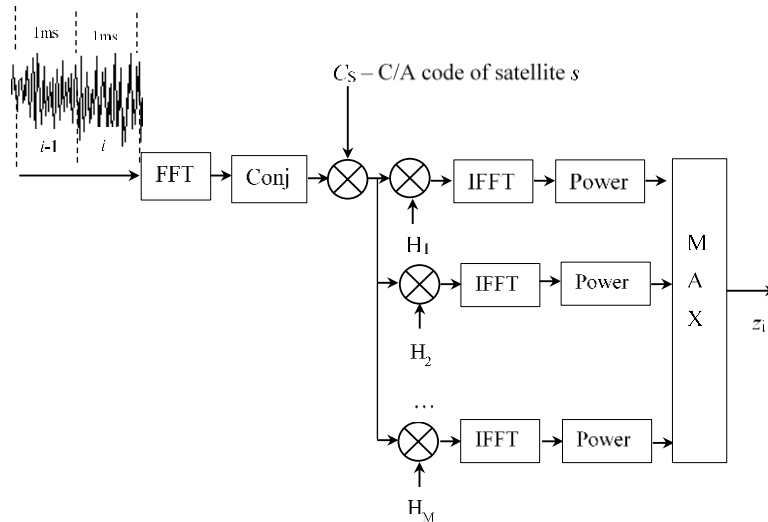 1ms 1ms
C_S – C/A code of satellite s
i-1 i
FFT Conj IFFT Power
H_1
M
A
X
IFFT Power
z_i
H_2
...
IFFT Power
H_M